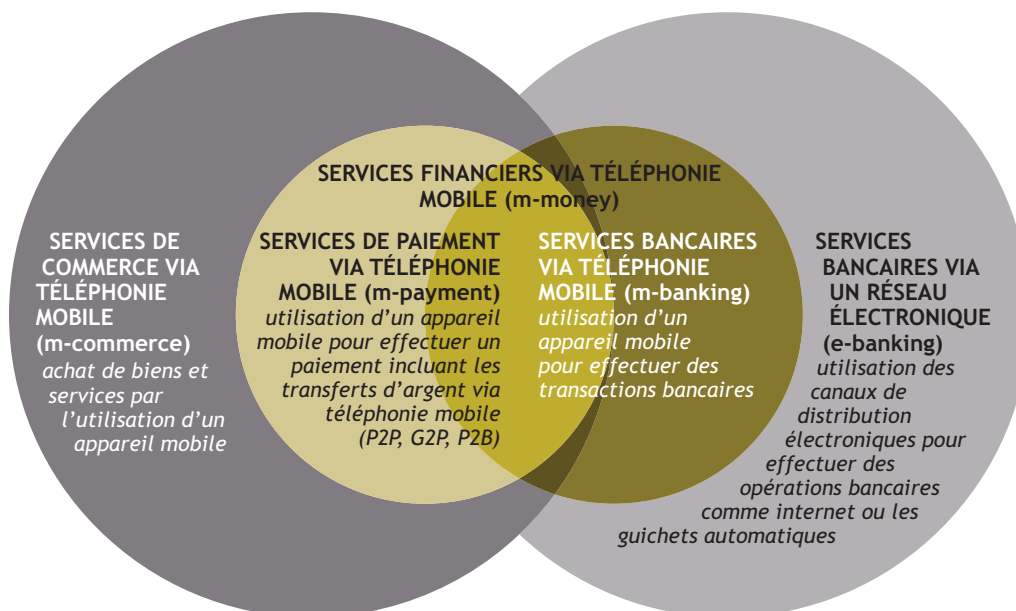 SERVICES FINANCIERS VIA TÉLÉPHONIE
MOBILE (m-money)
SERVICES DE
COMMERCE VIA
TÉLÉPHONIE
MOBILE
(m-commerce)
achat de biens et
services par
l’utilisation d’un
appareil mobile
SERVICES DE PAIEMENT
VIA TÉLÉPHONIE
MOBILE (m-payment)
utilisation d’un appareil
mobile pour effectuer un
paiement incluant les
transferts d’argent via
téléphonie mobile
(P2P, G2P, P2B)
SERVICES BANCAIRES
VIA TÉLÉPHONIE
MOBILE (m-banking)
utilisation d’un
appareil mobile
pour effectuer des
transactions bancaires
SERVICES
BANCAIRES VIA
UN RÉSEAU
ÉLECTRONIQUE
(e-banking)
utilisation des
canaux de
distribution
électroniques pour
effectuer des
opérations bancaires
comme internet ou les
guichets automatiques